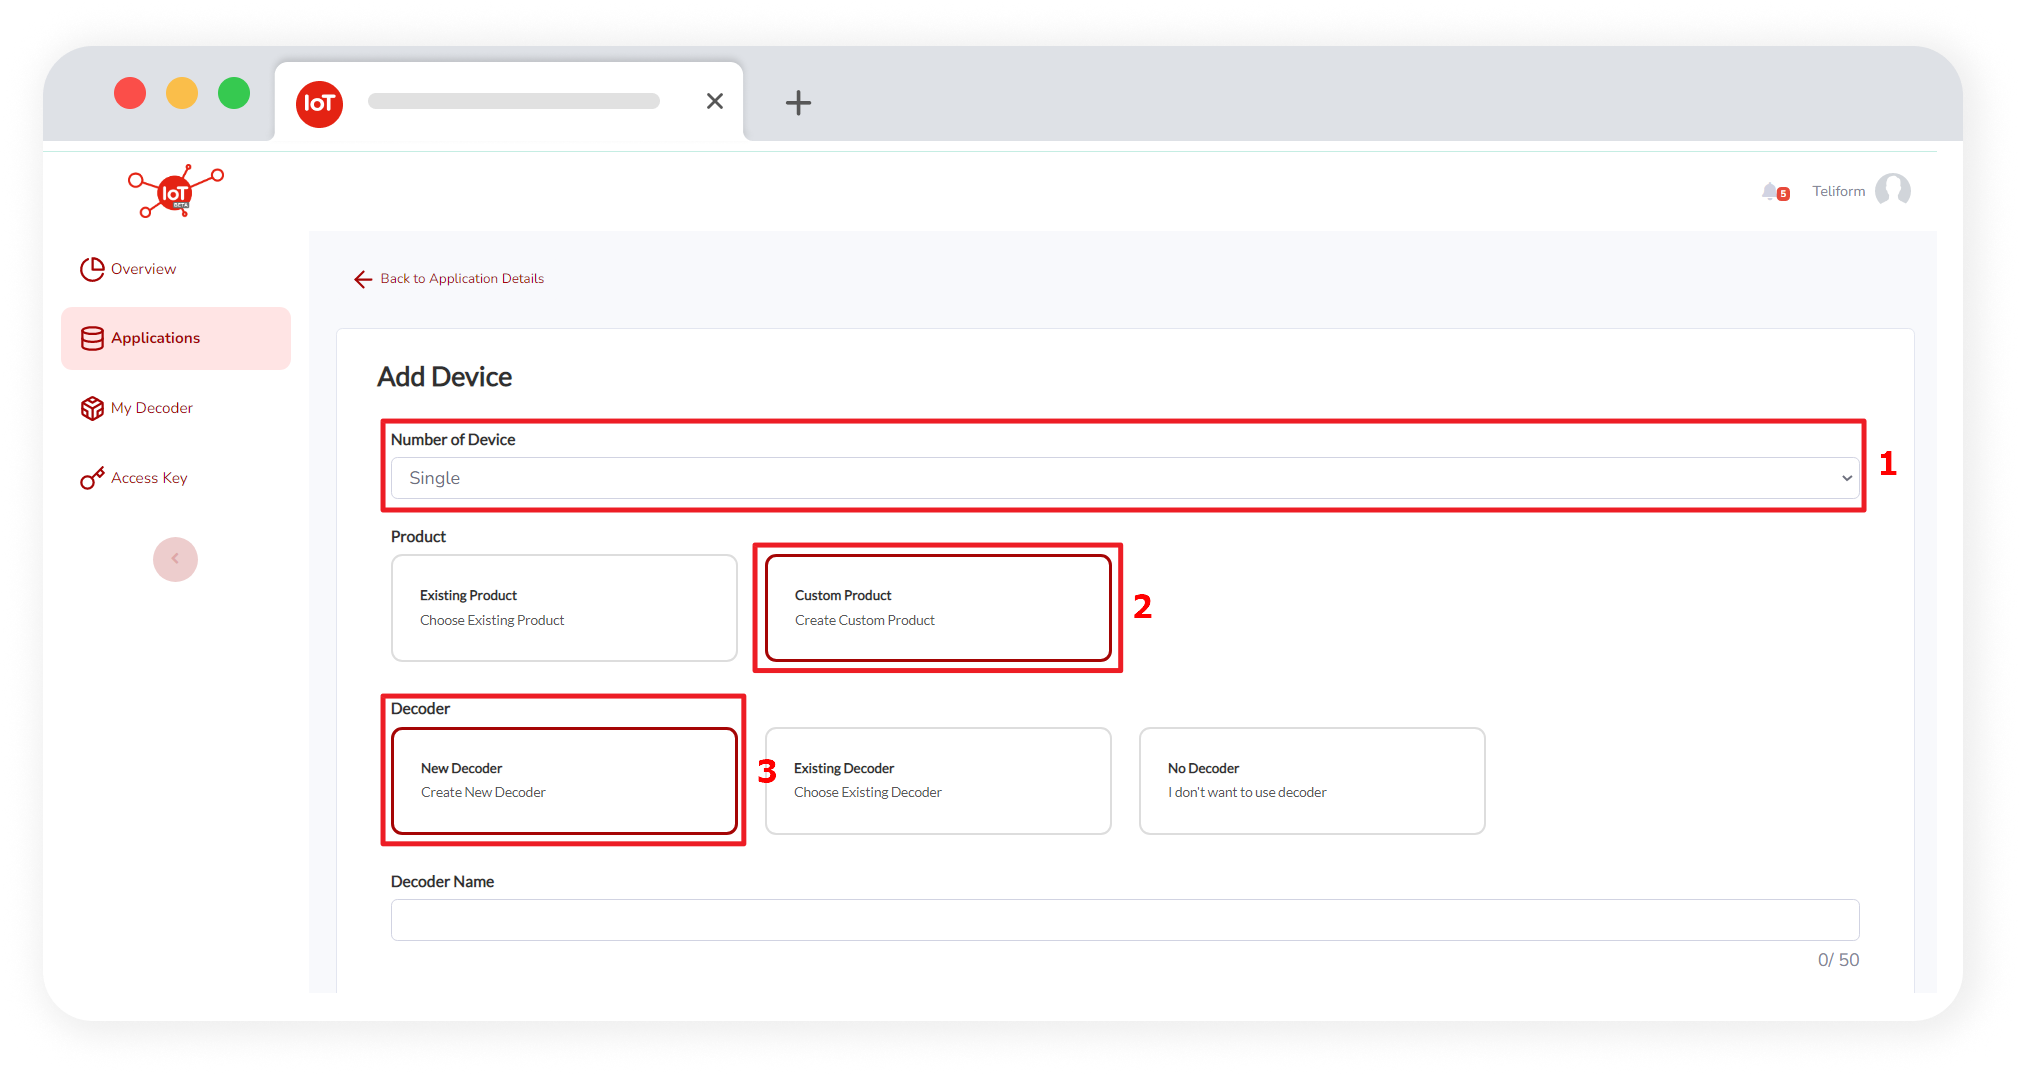 IoT
IoT
BETA
5
Teliform
Overview
Applications
My Decoder
Access Key
Back to Application Details
Add Device
Number of Device
Single
1
Product
Existing Product
Choose Existing Product
Custom Product
Create Custom Product
2
Decoder
New Decoder
Create New Decoder
3
Existing Decoder
Choose Existing Decoder
No Decoder
I don't want to use decoder
Decoder Name
0/ 50